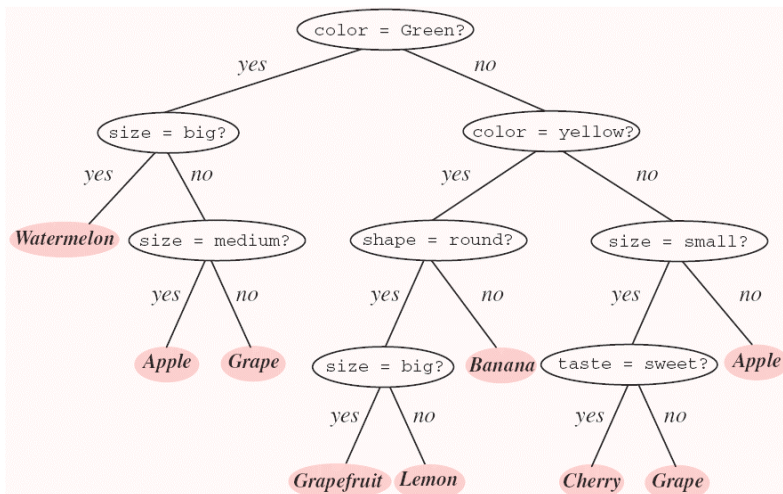 color = Green?
yes
no
size = big?
color = yellow?
yes
no
yes
no
Watermelon
size = medium?
shape = round?
size = small?
yes
no
yes
no
yes
no
Apple
Grape
size = big?
Banana
taste = sweet?
Apple
yes
no
yes
no
Grapefruit
Lemon
Cherry
Grape